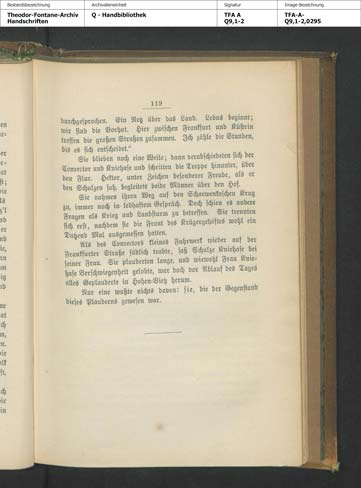 Bestandsbezeichnung
Theodor-Fontane-Archiv
Handschriften
Archivalieneinheit
Q - Handbibliothek
Signatur
TFA A
Q9,1-2
Image-Bezeichnung
TFA-A-
Q9,1-2,0295
119
durchgesprochen. Ein Netz über das Land. Lebus beginnt;
wir sind die Vorhat. Hier zwischen Frankfurt und Küstrin
treffen die großen Straßen zusammen. Ich zähle die Stunden,
bis es sich entscheidet.“
Sie blieben noch eine Weile; dann verabschiedeten sich der
Conrector und Kniehase und schritten die Treppe hinunter, über
den Flur. Hektor, unter Zeichen besonderer Freude, als er
den Schulzen sah, begleitete beide Männer über den Hof.
Sie nahmen ihren Weg auf den Scharwenkaschen Krug
zu, immer noch in lebhaftem Gespräch. Doch schien es andere
Fragen als Krieg und Landsturm zu betreffen. Sie trennten
sich erst, nachdem sie die Front des Krügergehöftes wohl ein
Dutzend Mal ausgemessen hatten.
Als des Conrectors kleines Fuhrwerk wieder auf der
Frankfurter Straße südlich trabte, saß Schulze Kniehase bei
seiner Frau. Sie plauderten lange, und wiewohl Frau Knie-
hase Verschwiegenheit gelobte, war doch vor Ablauf des Tages
alles Geplauderte in Hohen-Vietz herum.
Nur eine wußte nichts davon: sie, die der Gegenstand
dieses Plauderns gewesen war.